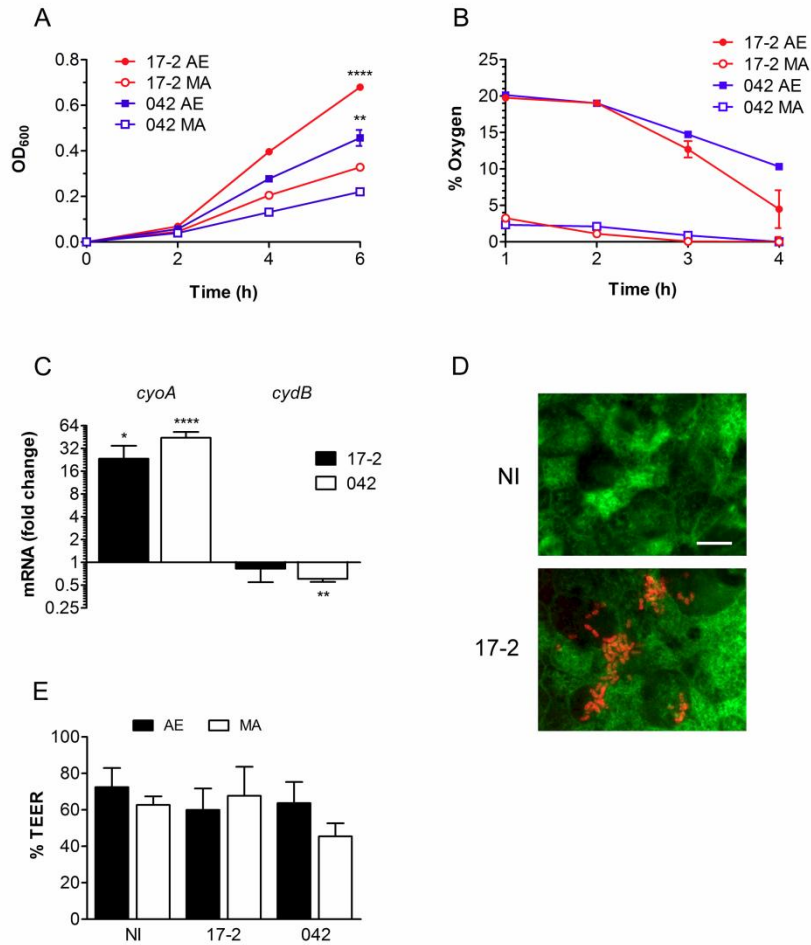 A
17-2 AE
17-2 MA
042 AE
042 MA
****
**
0.8
0.6
0.4
0.2
0.0
OD600
0 2 4 6
Time (h)
B
17-2 AE
17-2 MA
042 AE
042 MA
25
20
15
10
5
0
% Oxygen
1 2 3 4
Time (h)
C
cyoA cydB
* ****
64
32
16
8
4
2
1
0.5
0.25
mRNA (fold change)
17-2
042
**
D
NI
17-2
E
AE MA
100
80
60
40
20
0
% TEER
NI 17-2 042